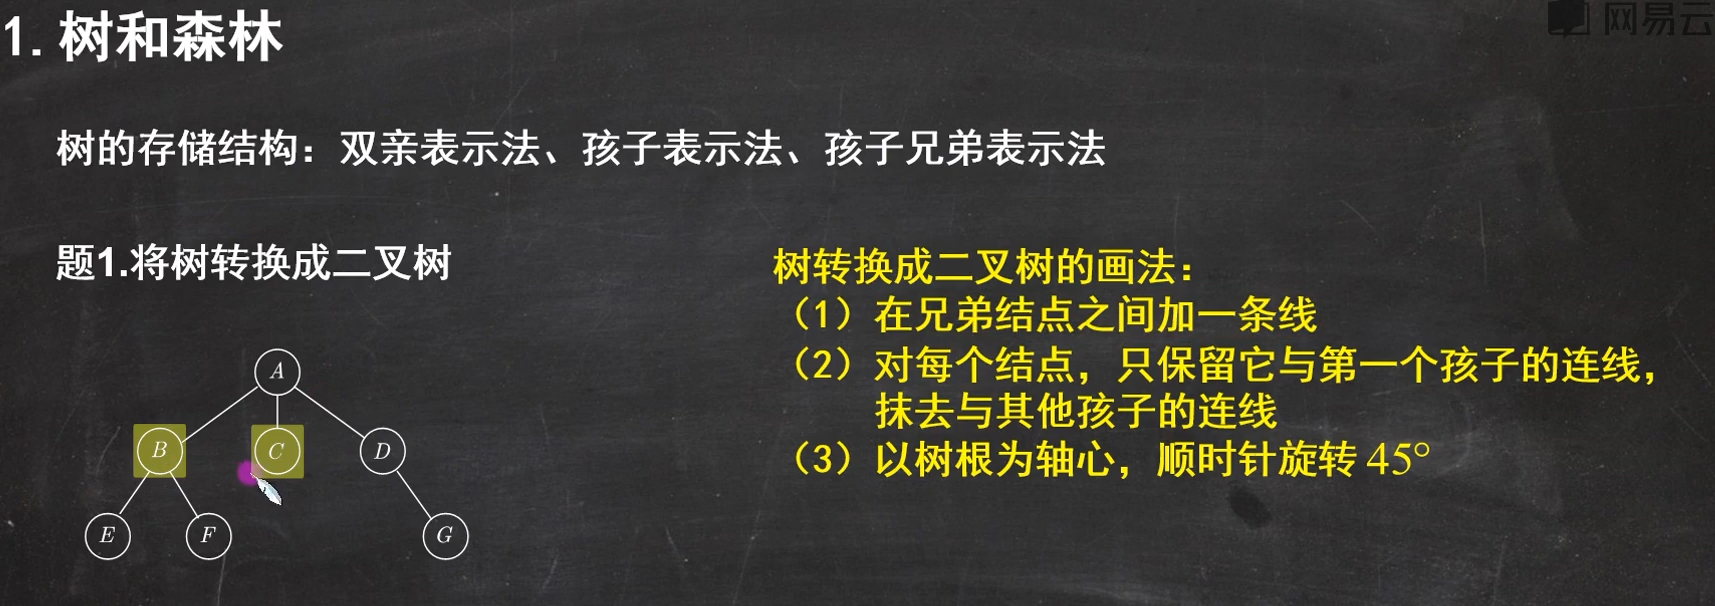 1. 树和森林
网易云
树的存储结构：双亲表示法、孩子表示法、孩子兄弟表示法
题1.将树转换成二叉树
树转换成二叉树的画法：
（1）在兄弟结点之间加一条线
（2）对每个结点，只保留它与第一个孩子的连线，
抹去与其他孩子的连线
（3）以树根为轴心，顺时针旋转 45°
A
B
C
D
E
F
G